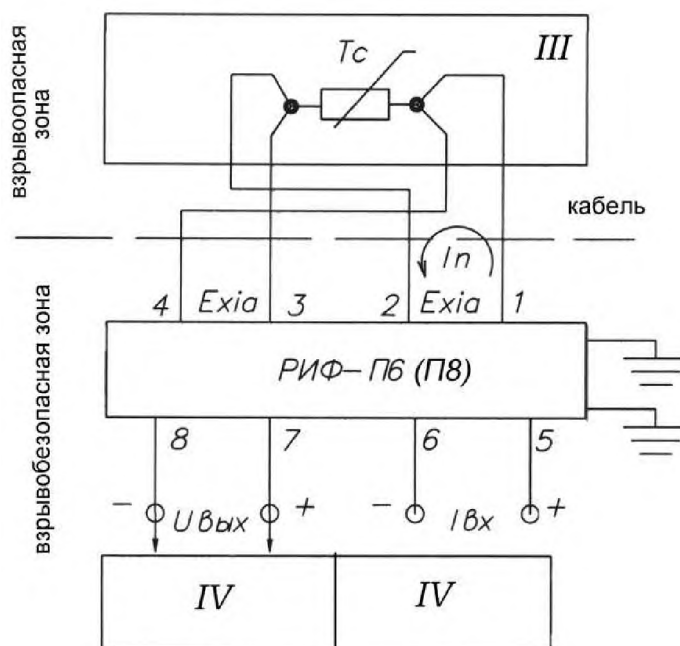 взрывоопасная
зона
Тс
III
кабель
Iп
4 Exia 3 2 Exia 1
РИФ-П6 (П8)
8 7 6 5
- Uвых + - Iвх +
IV IV
взрывобезопасная зона